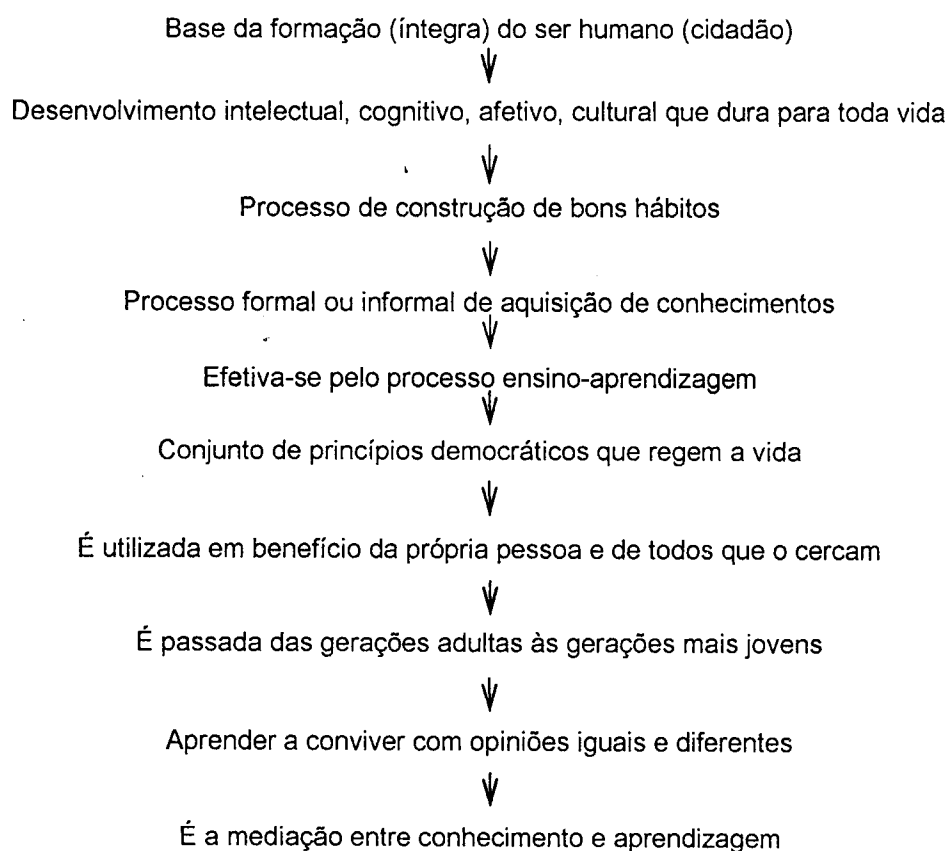 Base da formação (íntegra) do ser humano (cidadão)
Desenvolvimento intelectual, cognitivo, afetivo, cultural que dura para toda vida
Processo de construção de bons hábitos
Processo formal ou informal de aquisição de conhecimentos
Efetiva-se pelo processo ensino-aprendizagem
Conjunto de princípios democráticos que regem a vida
É utilizada em benefício da própria pessoa e de todos que o cercam
É passada das gerações adultas às gerações mais jovens
Aprender a conviver com opiniões iguais e diferentes
É a mediação entre conhecimento e aprendizagem